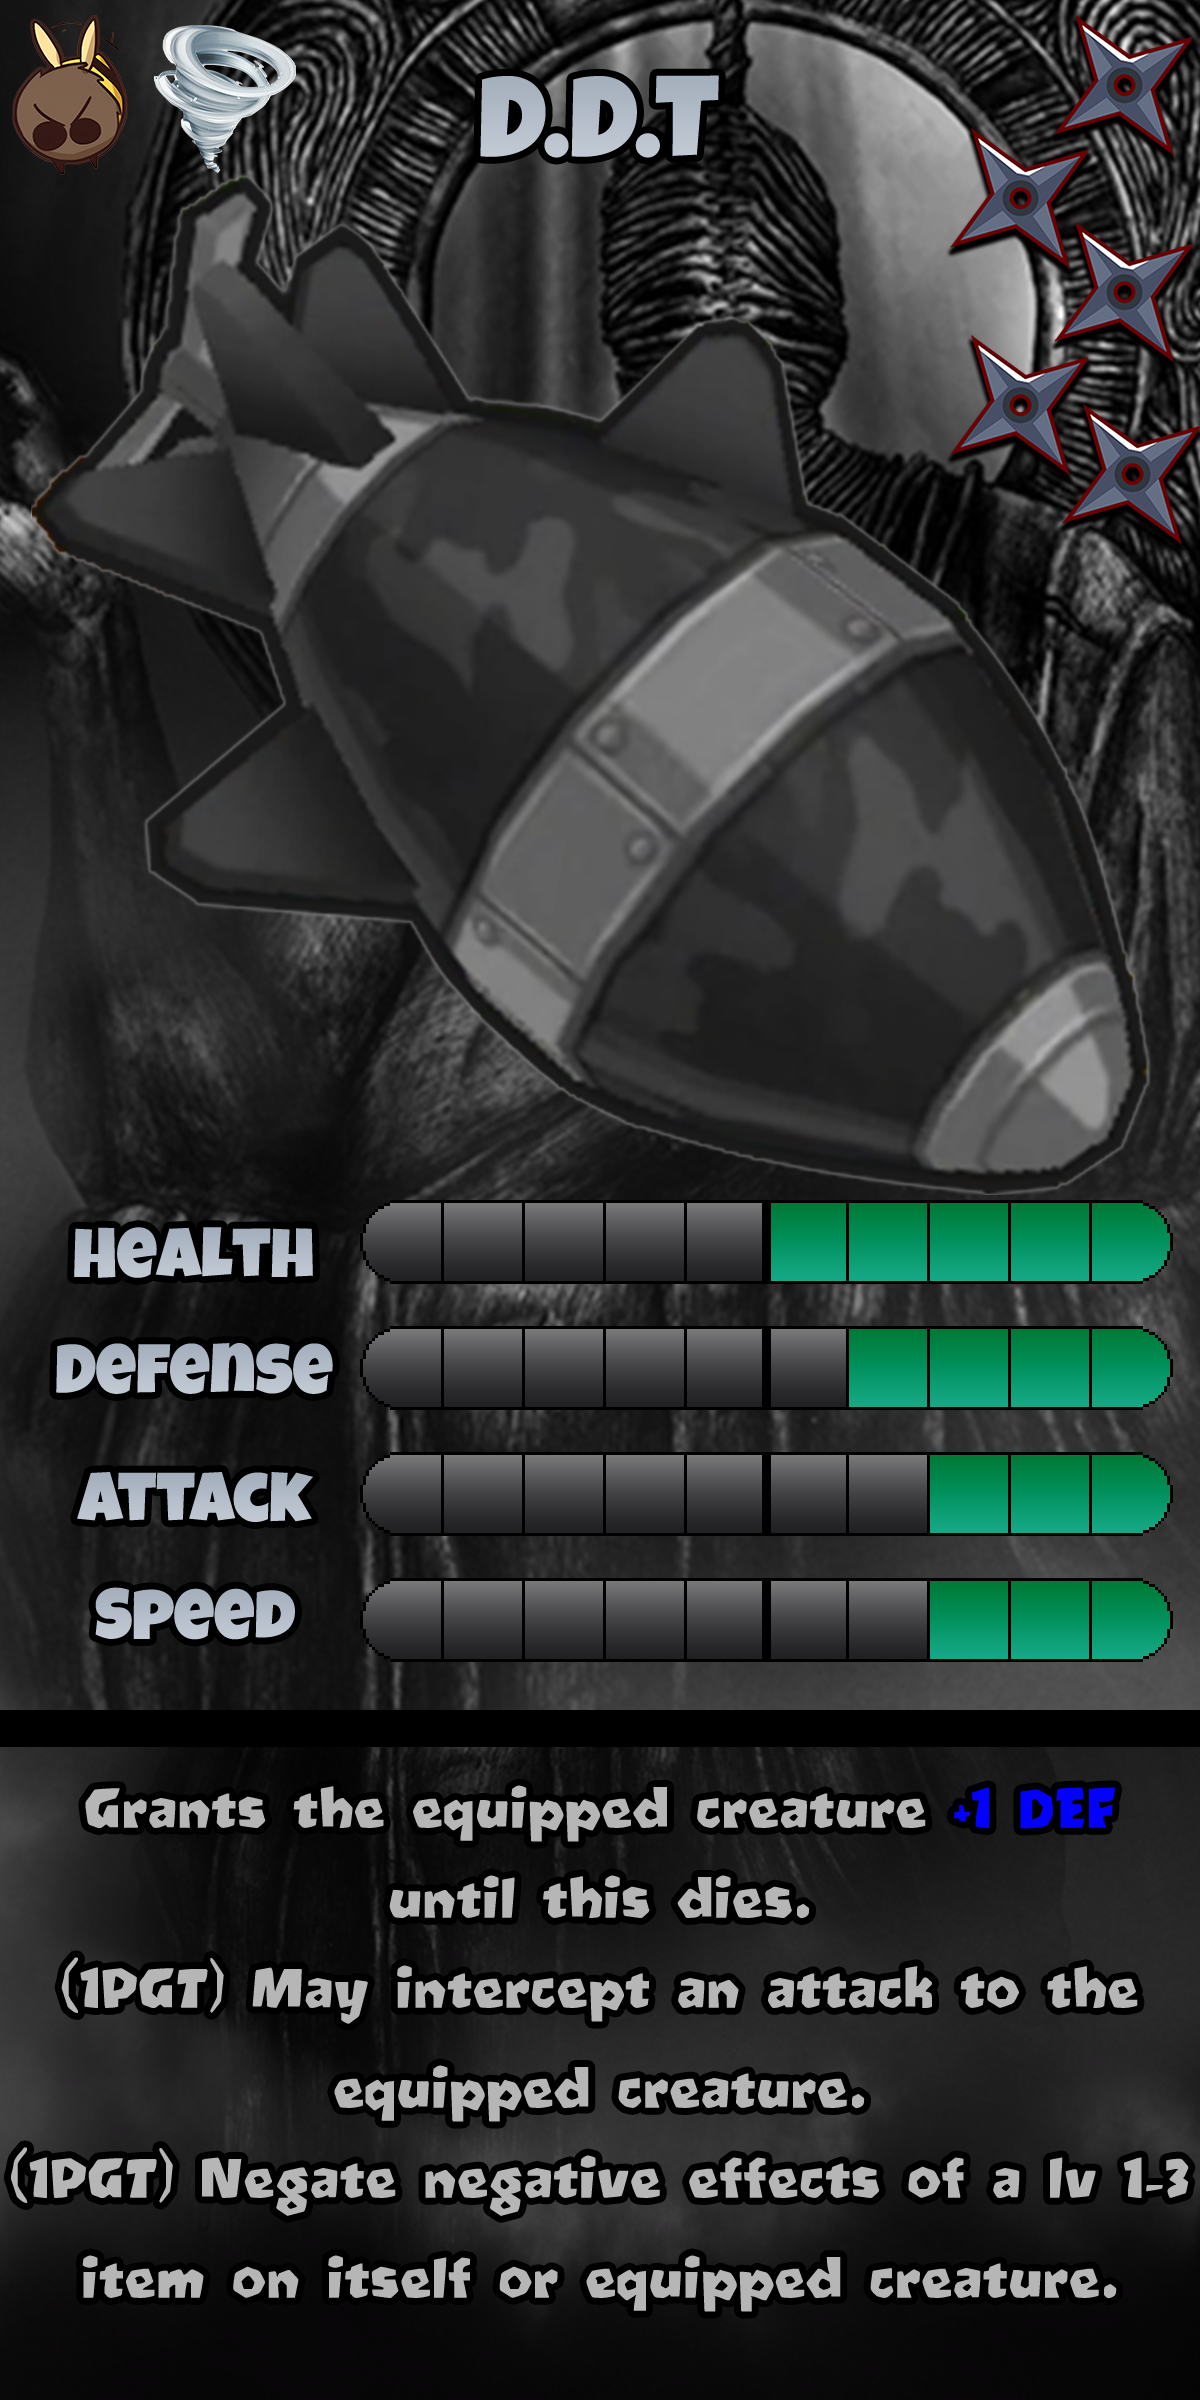 D.D.T
HEALTH
DEFENSE
ATTACK
SPEED
Grants the equipped creature +1 DEF
until this dies.
(1PGT) May intercept an attack to the
equipped creature.
(1PGT) Negate negative effects of a lv 1-3
item on itself or equipped creature.